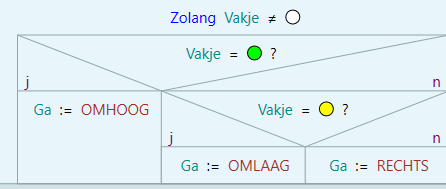 Zolang Vakje ≠
Vakje = ?
j n
Ga := OMHOOG
Vakje = ?
j n
Ga := OMLAAG
Ga := RECHTS